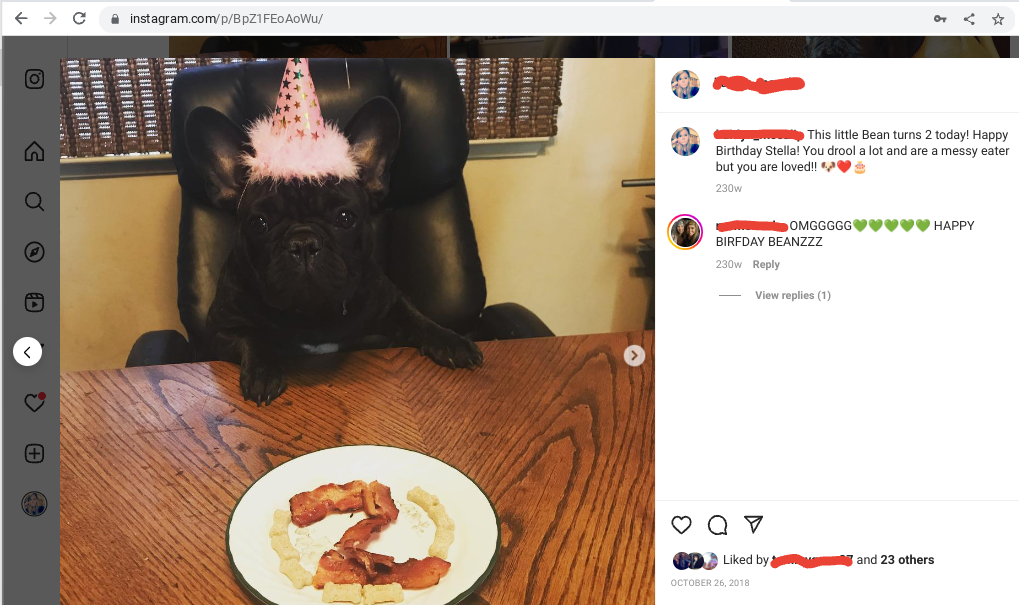 instagram.com/p/BpZ1FEoAoWu/
This little Bean turns 2 today! Happy
Birthday Stella! You drool a lot and are a messy eater
but you are loved!! 🐶❤️🎂
230w
OMGGGGG💚💚💚💚💚 HAPPY
BIRFDAY BEANZZZ
230w Reply
View replies (1)
Liked by and 23 others
OCTOBER 26, 2018